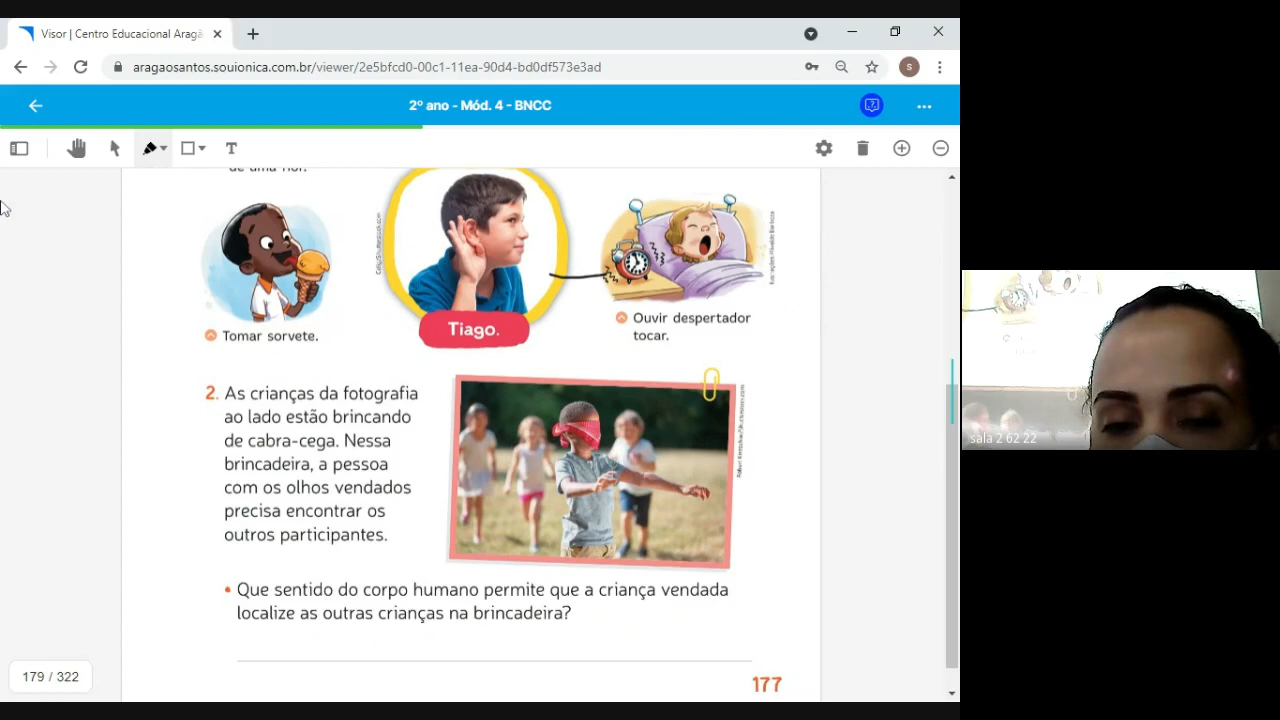 Visor | Centro Educacional Aragã
aragaosantos.souionica.com.br/viewer/2e5bfcd0-00c1-11ea-90d4-bd0df573e3ad
s
2º ano - Mód. 4 - BNCC
T
Tiago.
Tomar sorvete.
Ouvir despertador
tocar.
2. As crianças da fotografia
ao lado estão brincando
de cabra-cega. Nessa
brincadeira, a pessoa
com os olhos vendados
precisa encontrar os
outros participantes.
• Que sentido do corpo humano permite que a criança vendada
localize as outras crianças na brincadeira?
179 / 322
177
sala 2 62 22